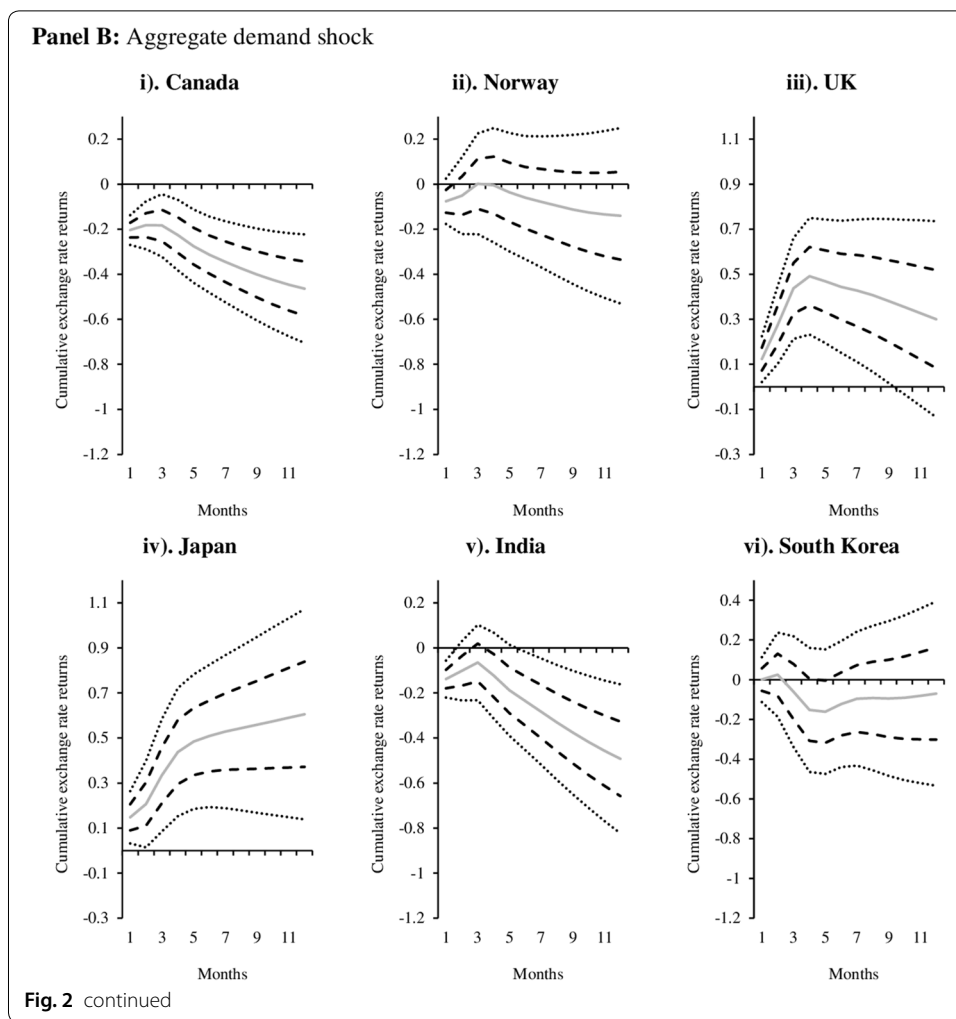 Panel B: Aggregate demand shock
i). Canada
ii). Norway
iii). UK
Cumulative exchange rate returns
0.2
0
-0.2
-0.4
-0.6
-0.8
-1
-1.2
1 3 5 7 9 11
Months
Cumulative exchange rate returns
0.2
0
-0.2
-0.4
-0.6
-0.8
-1
-1.2
1 3 5 7 9 11
Months
Cumulative exchange rate returns
1.1
0.9
0.7
0.5
0.3
0.1
-0.1
-0.3
1 3 5 7 9 11
Months
iv). Japan
v). India
vi). South Korea
Cumulative exchange rate returns
1.1
0.9
0.7
0.5
0.3
0.1
-0.1
-0.3
1 3 5 7 9 11
Months
Cumulative exchange rate returns
0.2
0
-0.2
-0.4
-0.6
-0.8
-1
-1.2
1 3 5 7 9 11
Months
Cumulative exchange rate returns
0.4
0.2
0
-0.2
-0.4
-0.6
-0.8
-1
-1.2
1 3 5 7 9 11
Months
Fig. 2 continued